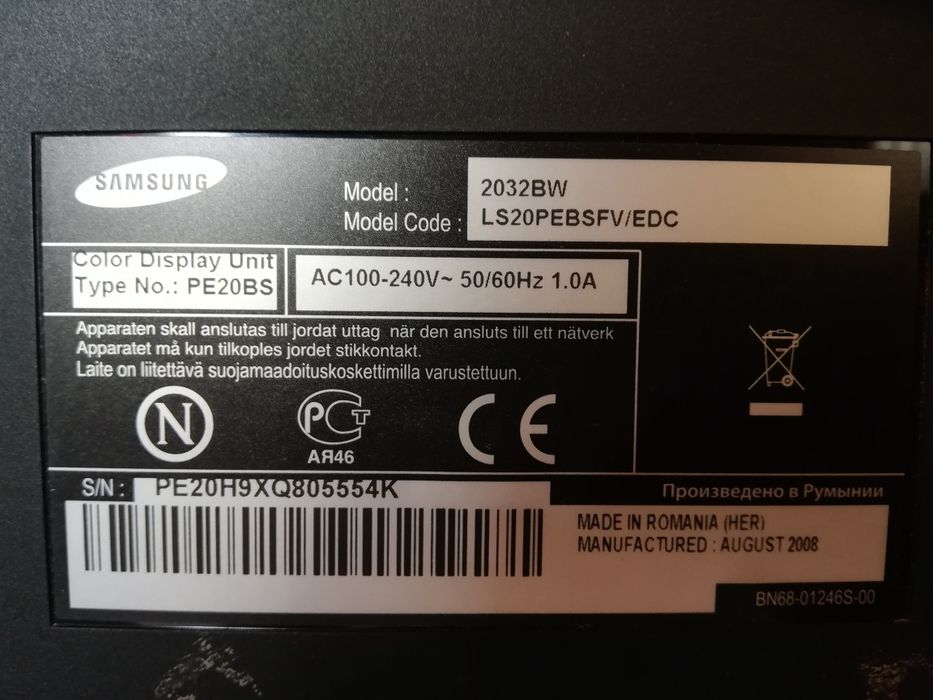 SAMSUNG
Model : 2032BW
Model Code : LS20PEBSFV/EDC
Color Display Unit
Type No.: PE20BS
AC100-240V~ 50/60Hz 1.0A
Apparaten skall anslutas till jordat uttag när den ansluts till ett nätverk
Apparatet må kun tilkoples jordet stikkontakt.
Laite on liitettävä suojamaadoituskoskettimilla varustettuun.
N
РСТ
АЯ46
CE
S/N : PE20H9XQ805554K
Произведено в Румынии
MADE IN ROMANIA (HER)
MANUFACTURED : AUGUST 2008
BN68-01246S-00